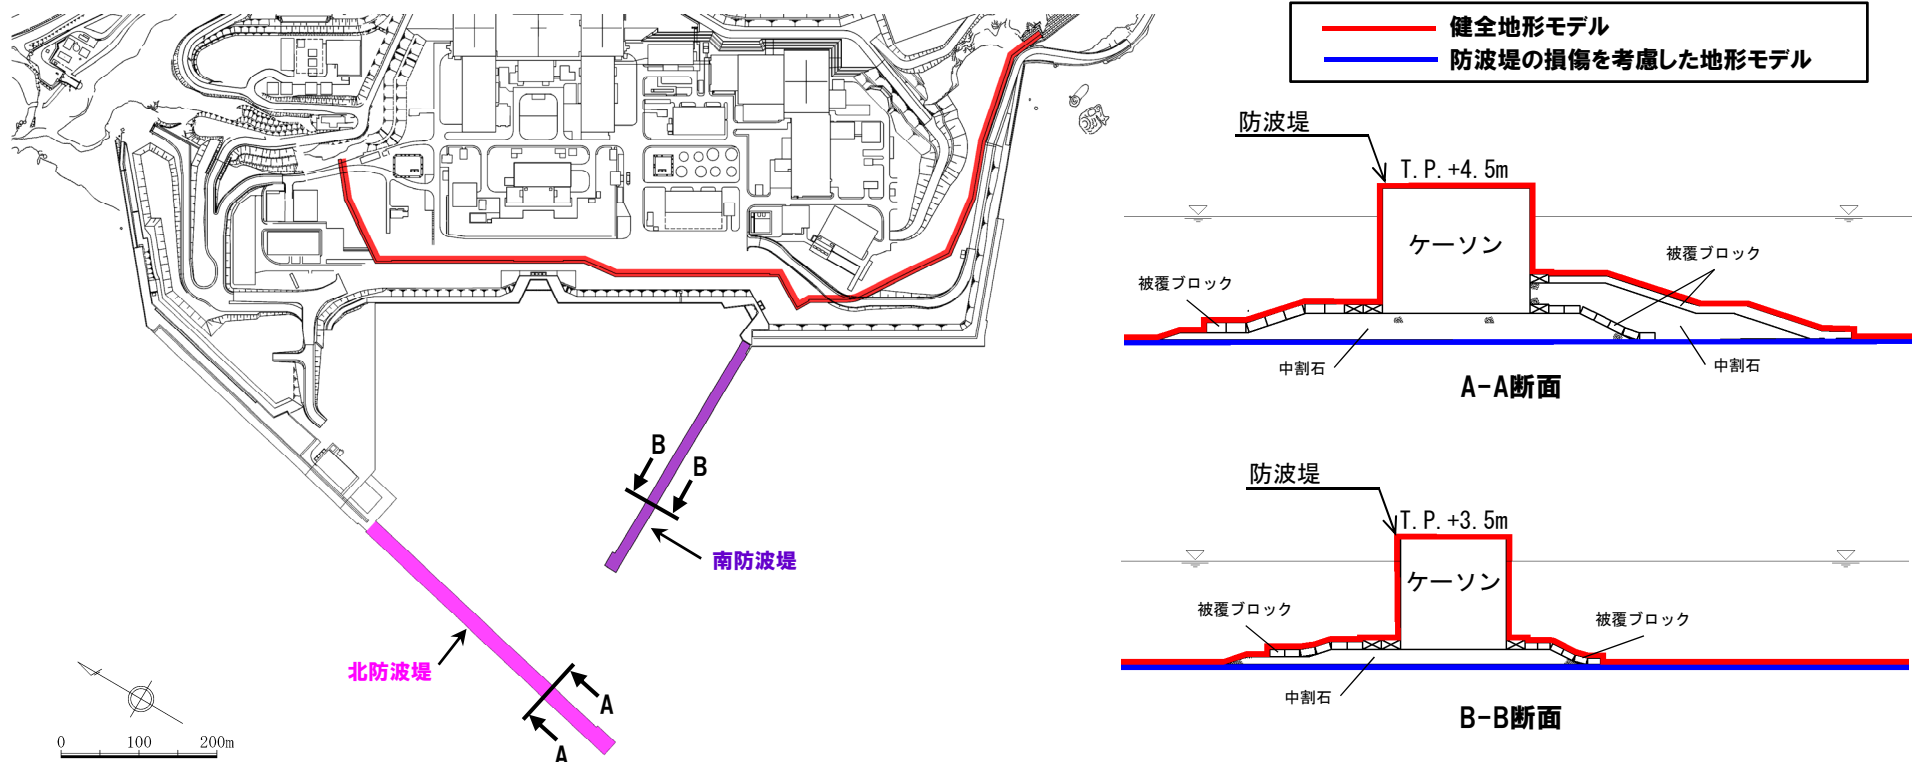 健全地形モデル
防波堤の損傷を考慮した地形モデル
防波堤
T.P.+4.5m
ケーソン
被覆ブロック
被覆ブロック
中割石
中割石
A-A断面
B
B
南防波堤
北防波堤
A
A
0 100 200m
防波堤
T.P.+3.5m
ケーソン
被覆ブロック
被覆ブロック
中割石
B-B断面